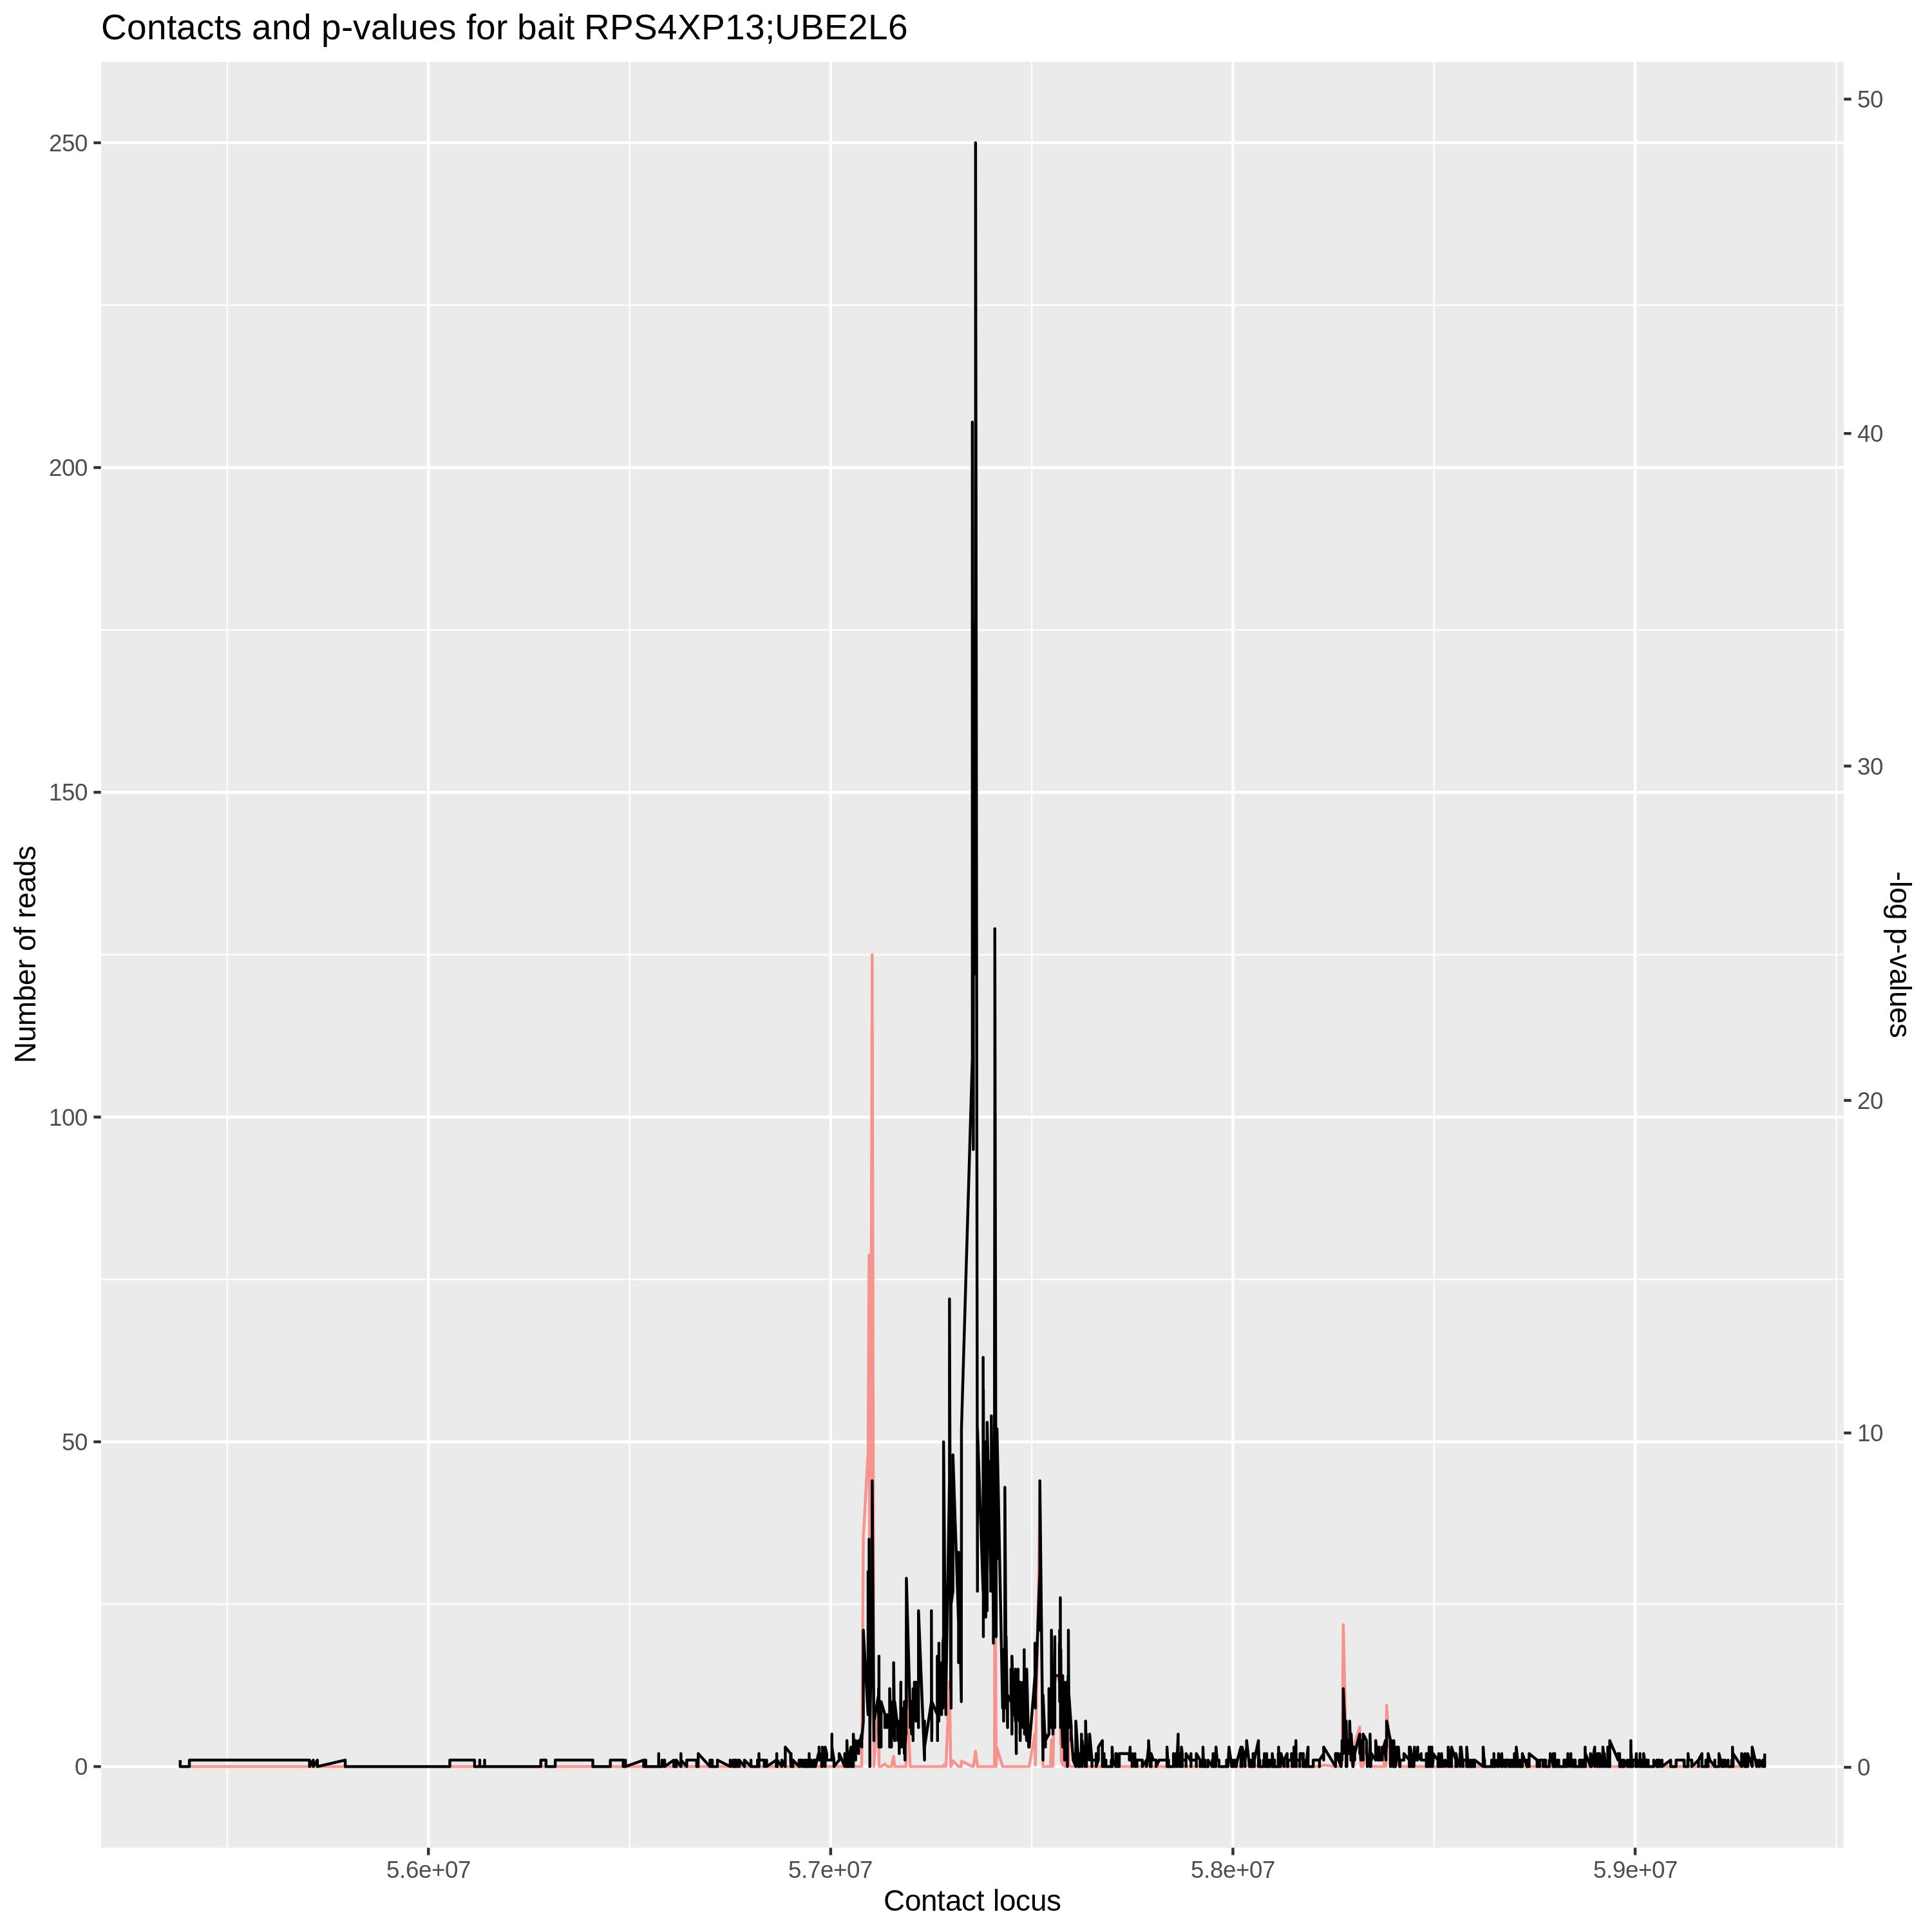 Contacts and p-values for bait RPS4XP13;UBE2L6
250
200
150
100
50
0
Number of reads
50
40
30
20
10
0
-log p-values
5.6e+07
5.7e+07
5.8e+07
5.9e+07
Contact locus